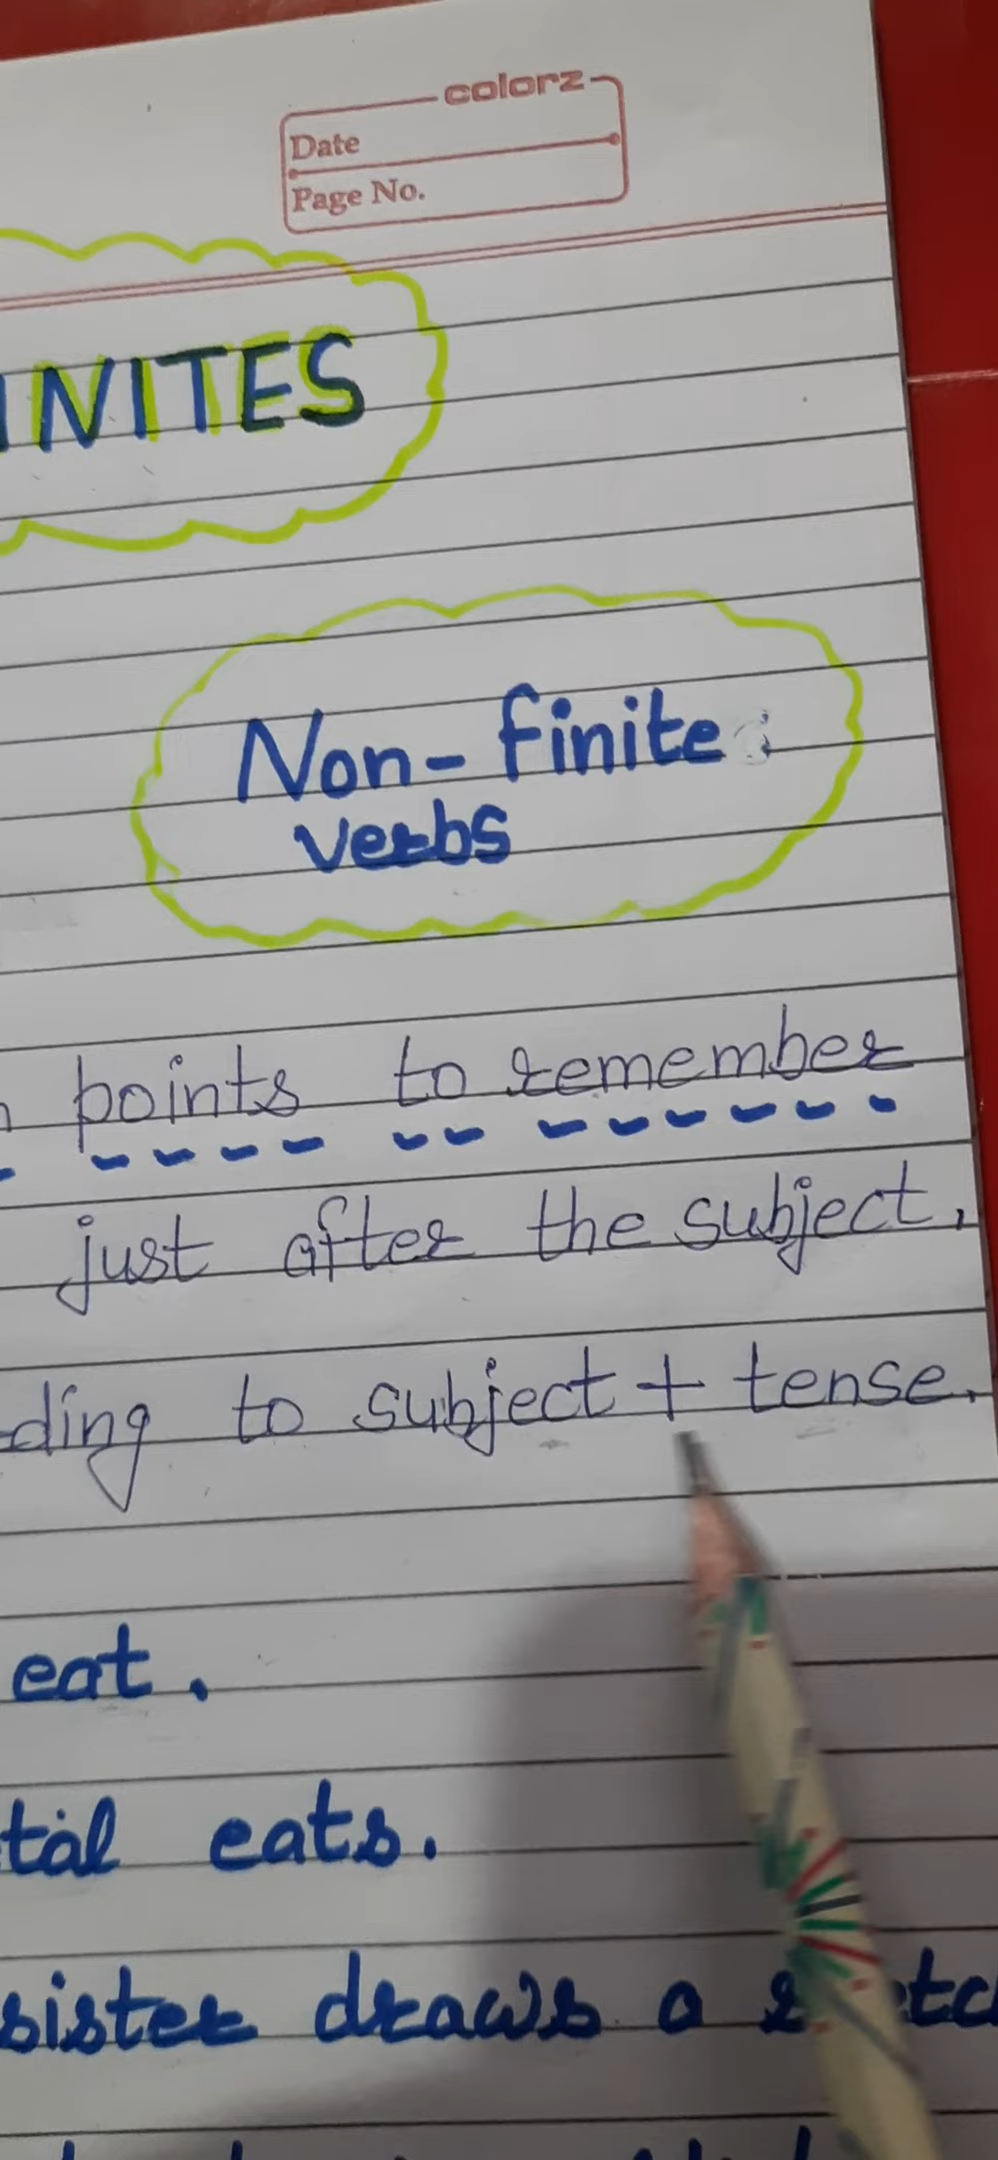 colorz
Date
Page No.
INITES
Non-finite
verbs
points to remember
just after the subject.
ding to subject + tense.
eat.
tal eats.
sister draws a